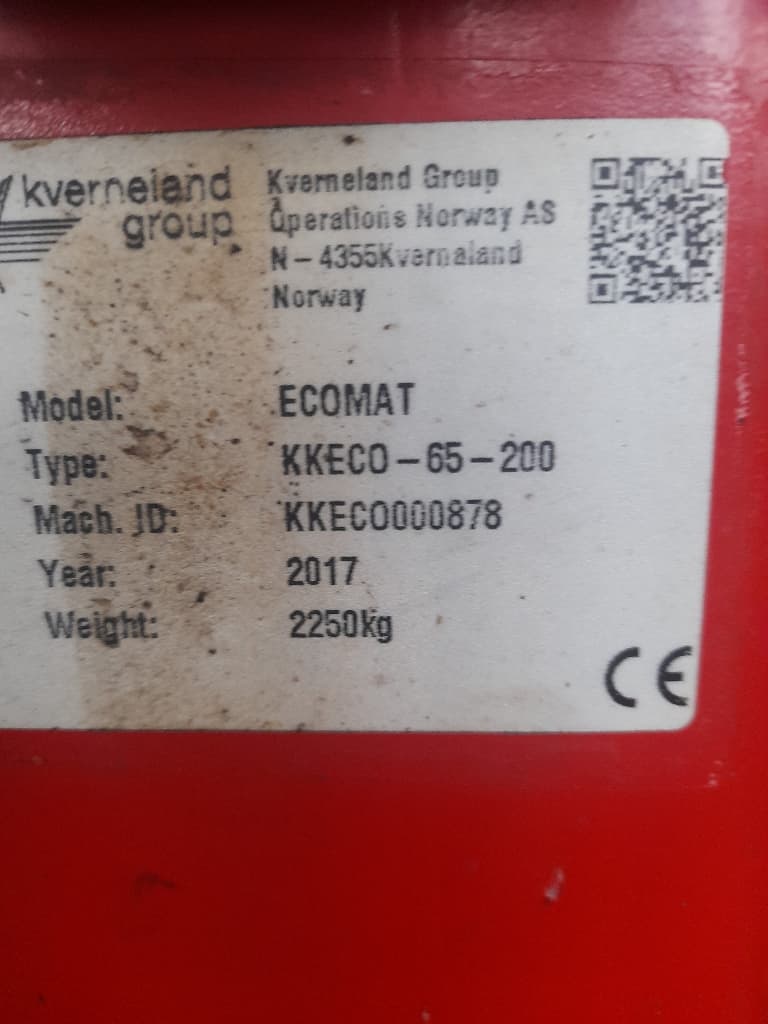 kverneland
group
Kverneland Group
Operations Norway AS
N-4355Kvernaland
Norway
Model: ECOMAT
Type: KKECO-65-200
Mach. ID: KKECO000878
Year: 2017
Weight: 2250kg
CE